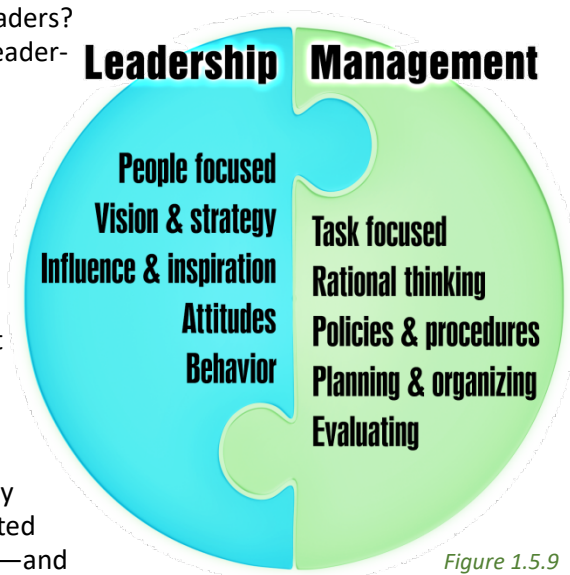 aders?
eader-
Leadership Management
People focused
Vision & strategy
Influence & inspiration
Attitudes
Behavior
Task focused
Rational thinking
Policies & procedures
Planning & organizing
Evaluating
t
y
ted
—and
Figure 1.5.9